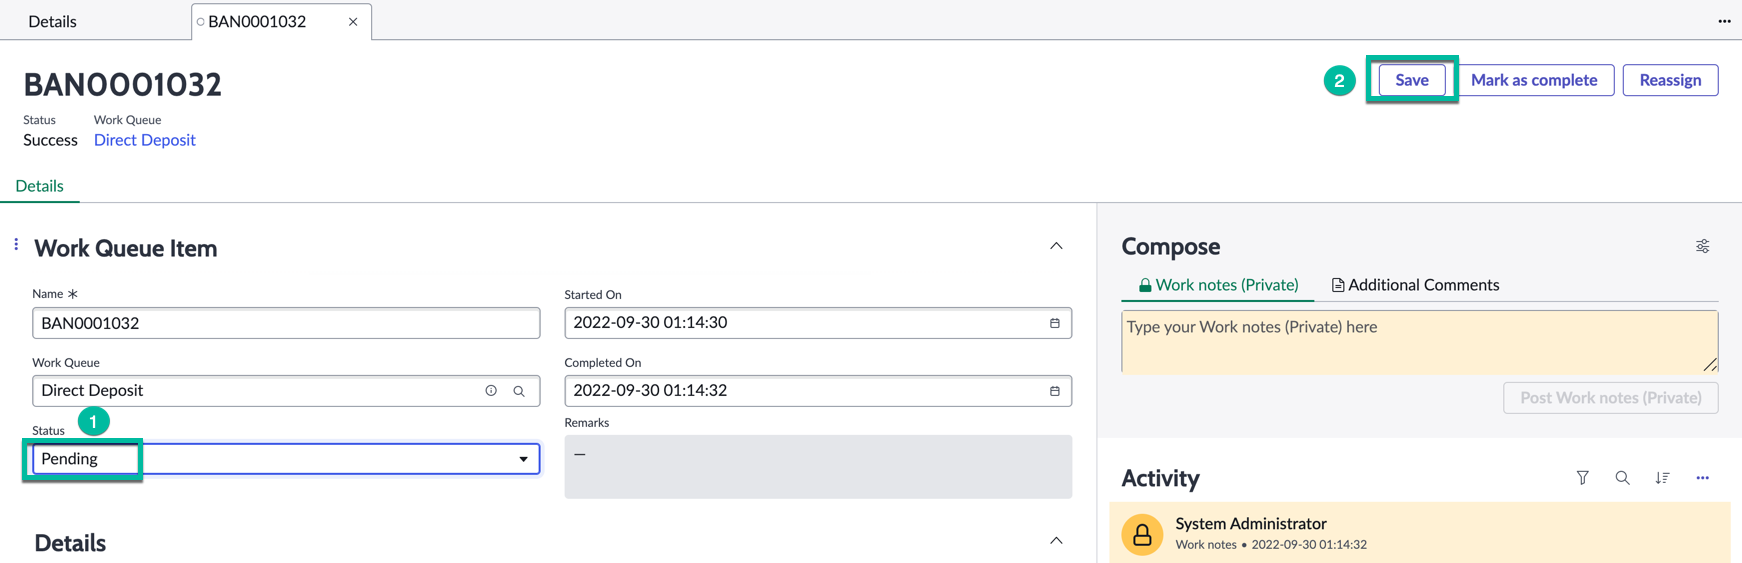 Details
BAN0001032
BAN0001032
2
Save
Mark as complete
Reassign
Status
Work Queue
Success
Direct Deposit
Details
Work Queue Item
Name *
BAN0001032
Started On
2022-09-30 01:14:30
Work Queue
Direct Deposit
Completed On
2022-09-30 01:14:32
1
Status
Pending
Remarks
—
Details
Compose
Work notes (Private)
Additional Comments
Type your Work notes (Private) here
Post Work notes (Private)
Activity
System Administrator
Work notes • 2022-09-30 01:14:32